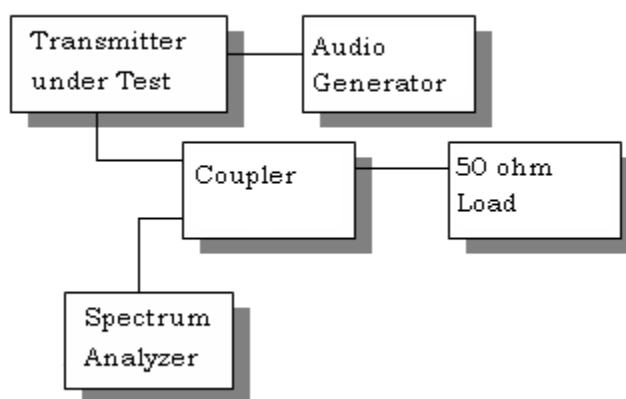 Transmitter
under Test
Audio
Generator
Coupler
50 ohm
Load
Spectrum
Analyzer